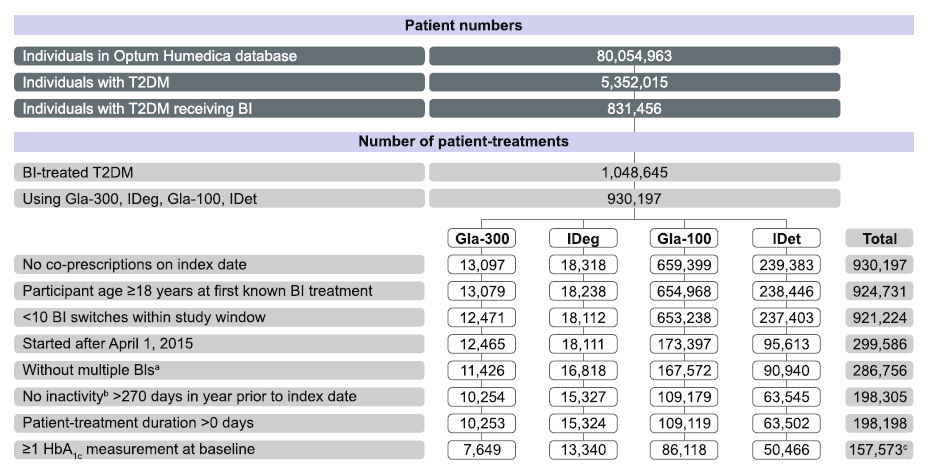 Patient numbers
Individuals in Optum Humedica database 80,054,963
Individuals with T2DM 5,352,015
Individuals with T2DM receiving BI 831,456
Number of patient-treatments
BI-treated T2DM 1,048,645
Using Gla-300, IDeg, Gla-100, IDet 930,197
Gla-300 IDeg Gla-100 IDet Total
No co-prescriptions on index date 13,097 18,318 659,399 239,383 930,197
Participant age ≥18 years at first known BI treatment 13,079 18,238 654,968 238,446 924,731
<10 BI switches within study window 12,471 18,112 653,238 237,403 921,224
Started after April 1, 2015 12,465 18,111 173,397 95,613 299,586
Without multiple BIsᵃ 11,426 16,818 167,572 90,940 286,756
No inactivityᵇ >270 days in year prior to index date 10,254 15,327 109,179 63,545 198,305
Patient-treatment duration >0 days 10,253 15,324 109,119 63,502 198,198
≥1 HbA1c measurement at baseline 7,649 13,340 86,118 50,466 157,573ᶜ